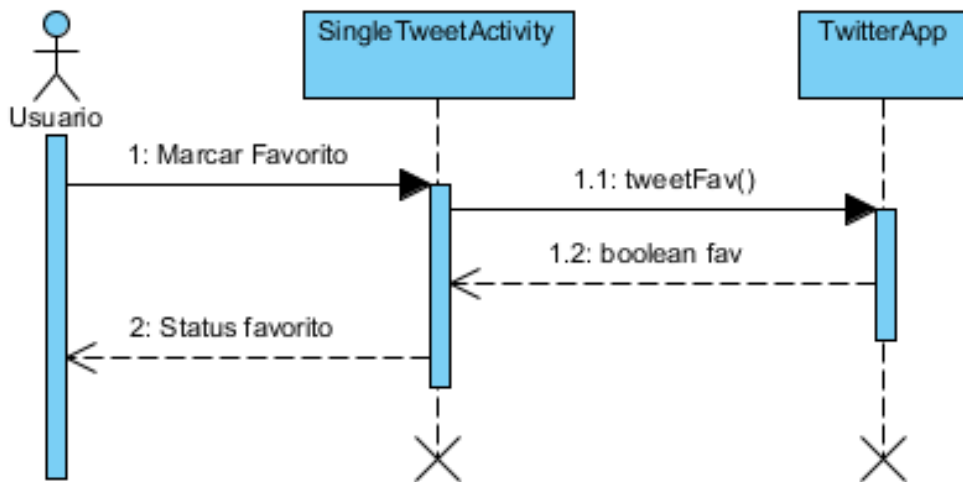 SingleTweetActivity
TwitterApp
Usuario
1: Marcar Favorito
1.1: tweetFav()
1.2: boolean fav
2: Status favorito